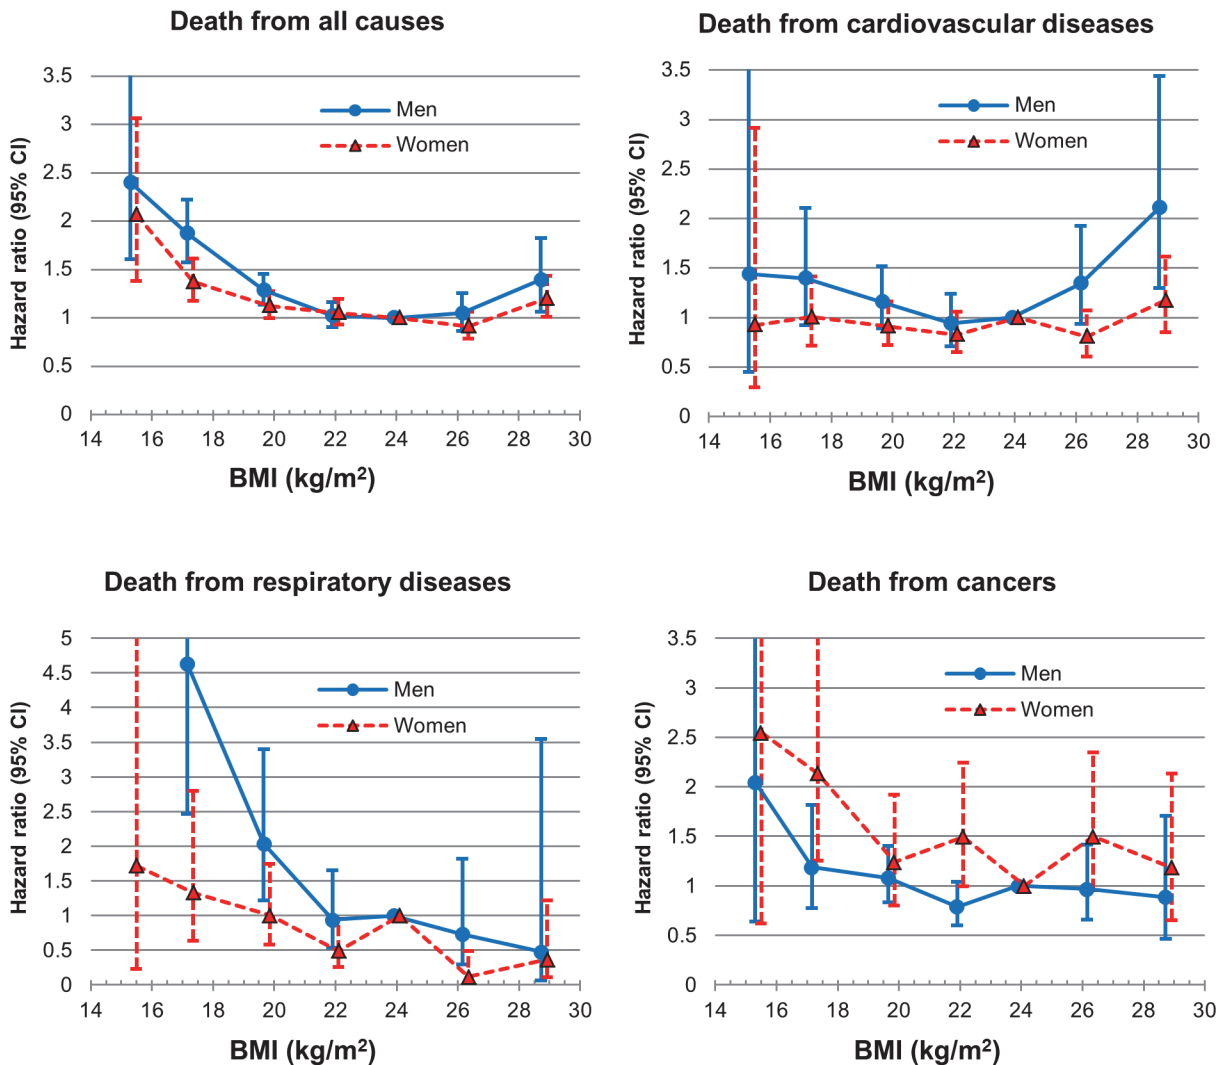 Death from all causes
Hazard ratio (95% CI)
3.5
3
2.5
2
1.5
1
0.5
0
Men
Women
14 16 18 20 22 24 26 28 30
BMI (kg/m²)
Death from cardiovascular diseases
Hazard ratio (95% CI)
3.5
3
2.5
2
1.5
1
0.5
0
Men
Women
14 16 18 20 22 24 26 28 30
BMI (kg/m²)
Death from respiratory diseases
Hazard ratio (95% CI)
5
4.5
4
3.5
3
2.5
2
1.5
1
0.5
0
Men
Women
14 16 18 20 22 24 26 28 30
BMI (kg/m²)
Death from cancers
Hazard ratio (95% CI)
3.5
3
2.5
2
1.5
1
0.5
0
Men
Women
14 16 18 20 22 24 26 28 30
BMI (kg/m²)